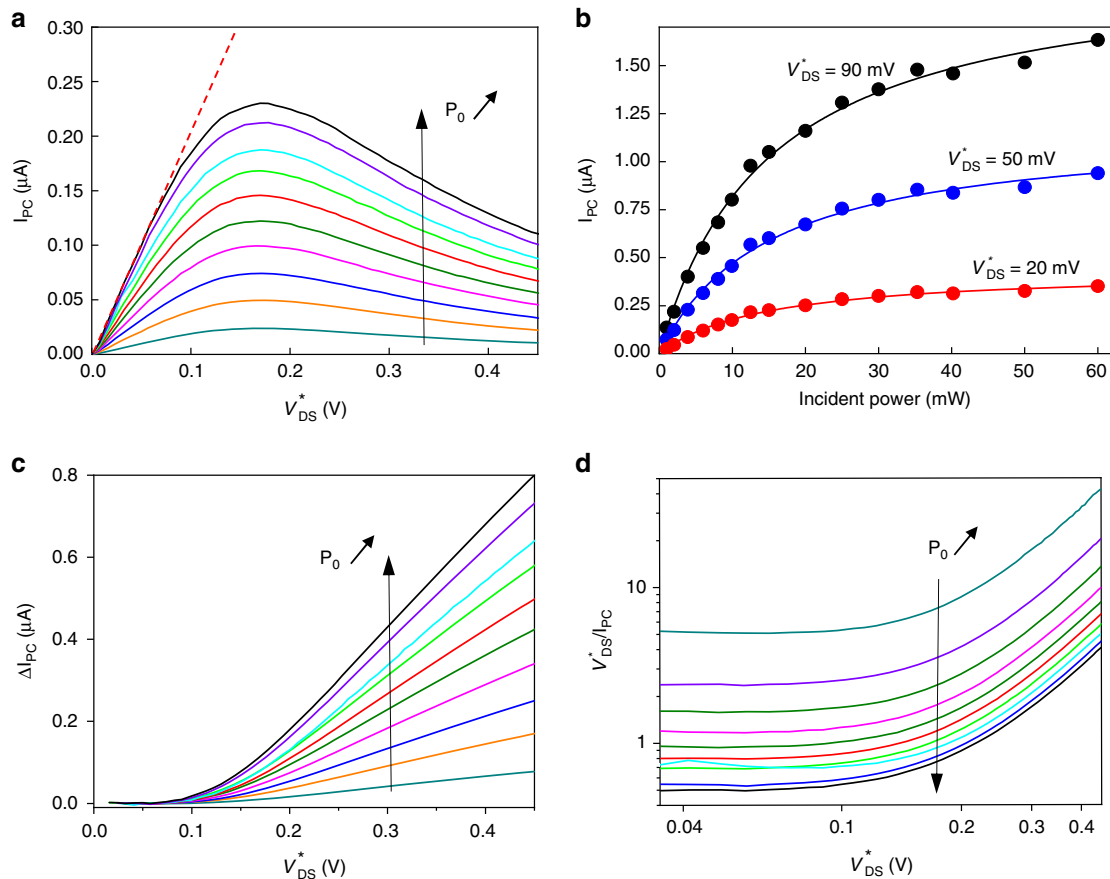 a
0.30
0.25
0.20
0.15
0.10
0.05
0.00
I_PC (μA)
P_0
0.0 0.1 0.2 0.3 0.4
V*_DS (V)
b
1.50
1.25
1.00
0.75
0.50
0.25
0.00
I_PC (μA)
V*_DS = 90 mV
V*_DS = 50 mV
V*_DS = 20 mV
0 10 20 30 40 50 60
Incident power (mW)
c
0.8
0.6
0.4
0.2
0.0
ΔI_PC (μA)
P_0
0.0 0.1 0.2 0.3 0.4
V*_DS (V)
d
10
1
V*_DS/I_PC
P_0
0.04 0.1 0.2 0.3 0.4
V*_DS (V)